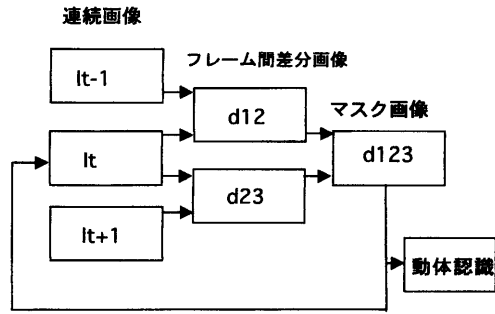 連続画像
It-1
フレーム間差分画像
d12
マスク画像
d123
It
d23
It+1
動体認識